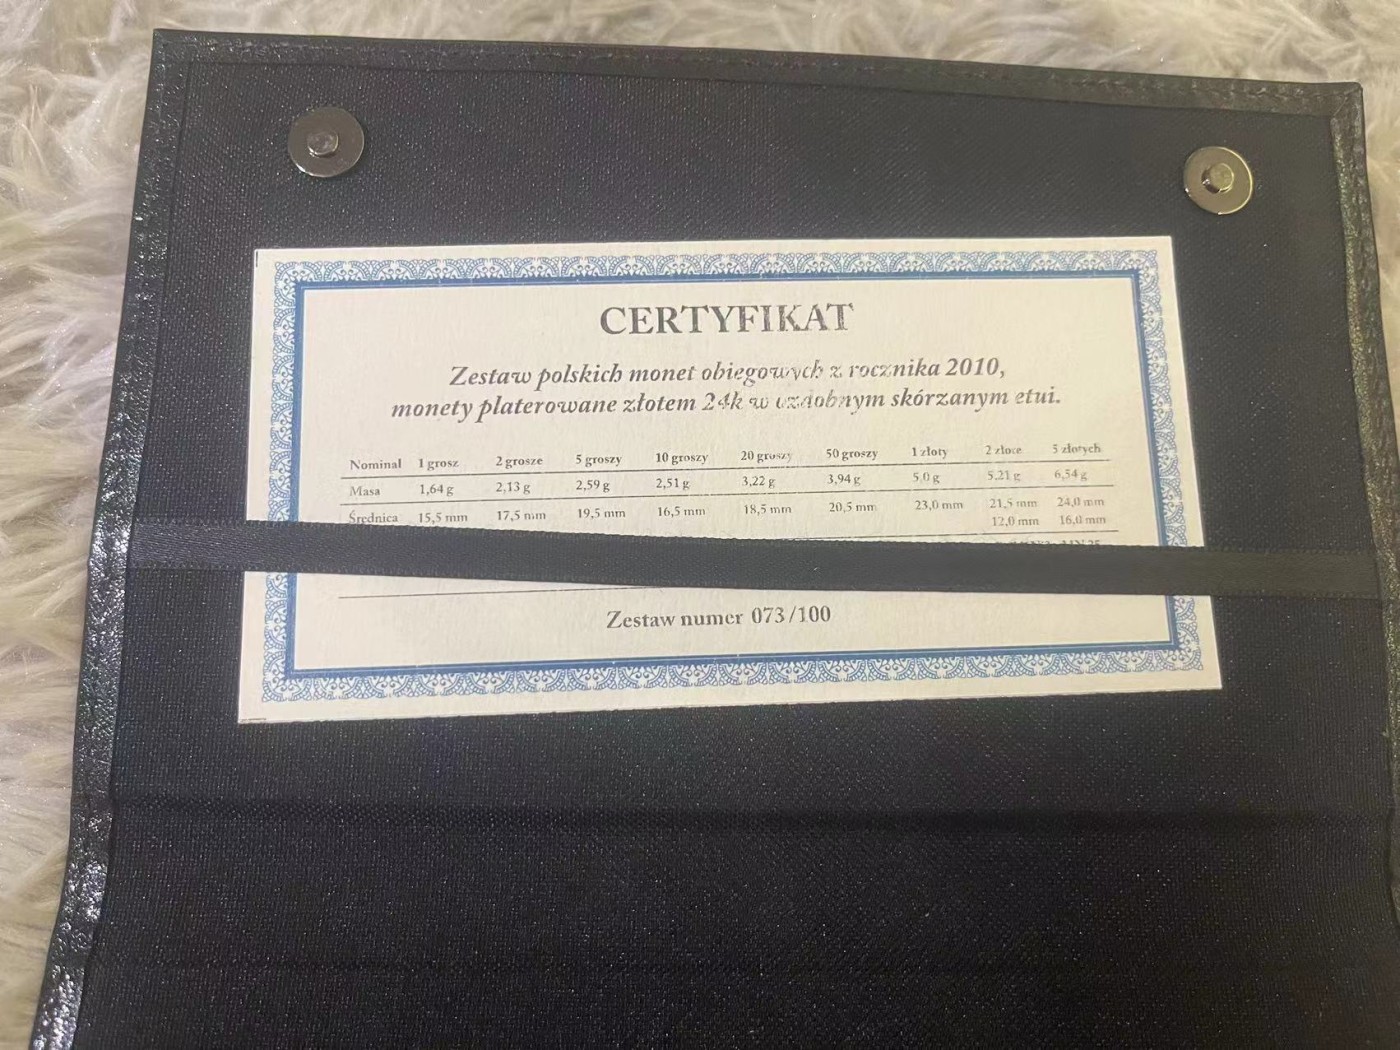 CERTYFIKAT
Zestaw polskich monet obiegowych z rocznika 2010,
monety platerowane złotem 24k w ozdobnym skórzanym etui.
Nominał 1 grosz 2 grosze 5 groszy 10 groszy 20 groszy 50 groszy 1 złoty 2 złote 5 złotych
Masa 1,64 g 2,13 g 2,59 g 2,51 g 3,22 g 3,94 g 5,0 g 5,21 g 6,54 g
Średnica 15,5 mm 17,5 mm 19,5 mm 16,5 mm 18,5 mm 20,5 mm 23,0 mm 21,5 mm 24,0 mm
12,0 mm 16,0 mm
Zestaw numer 073/100